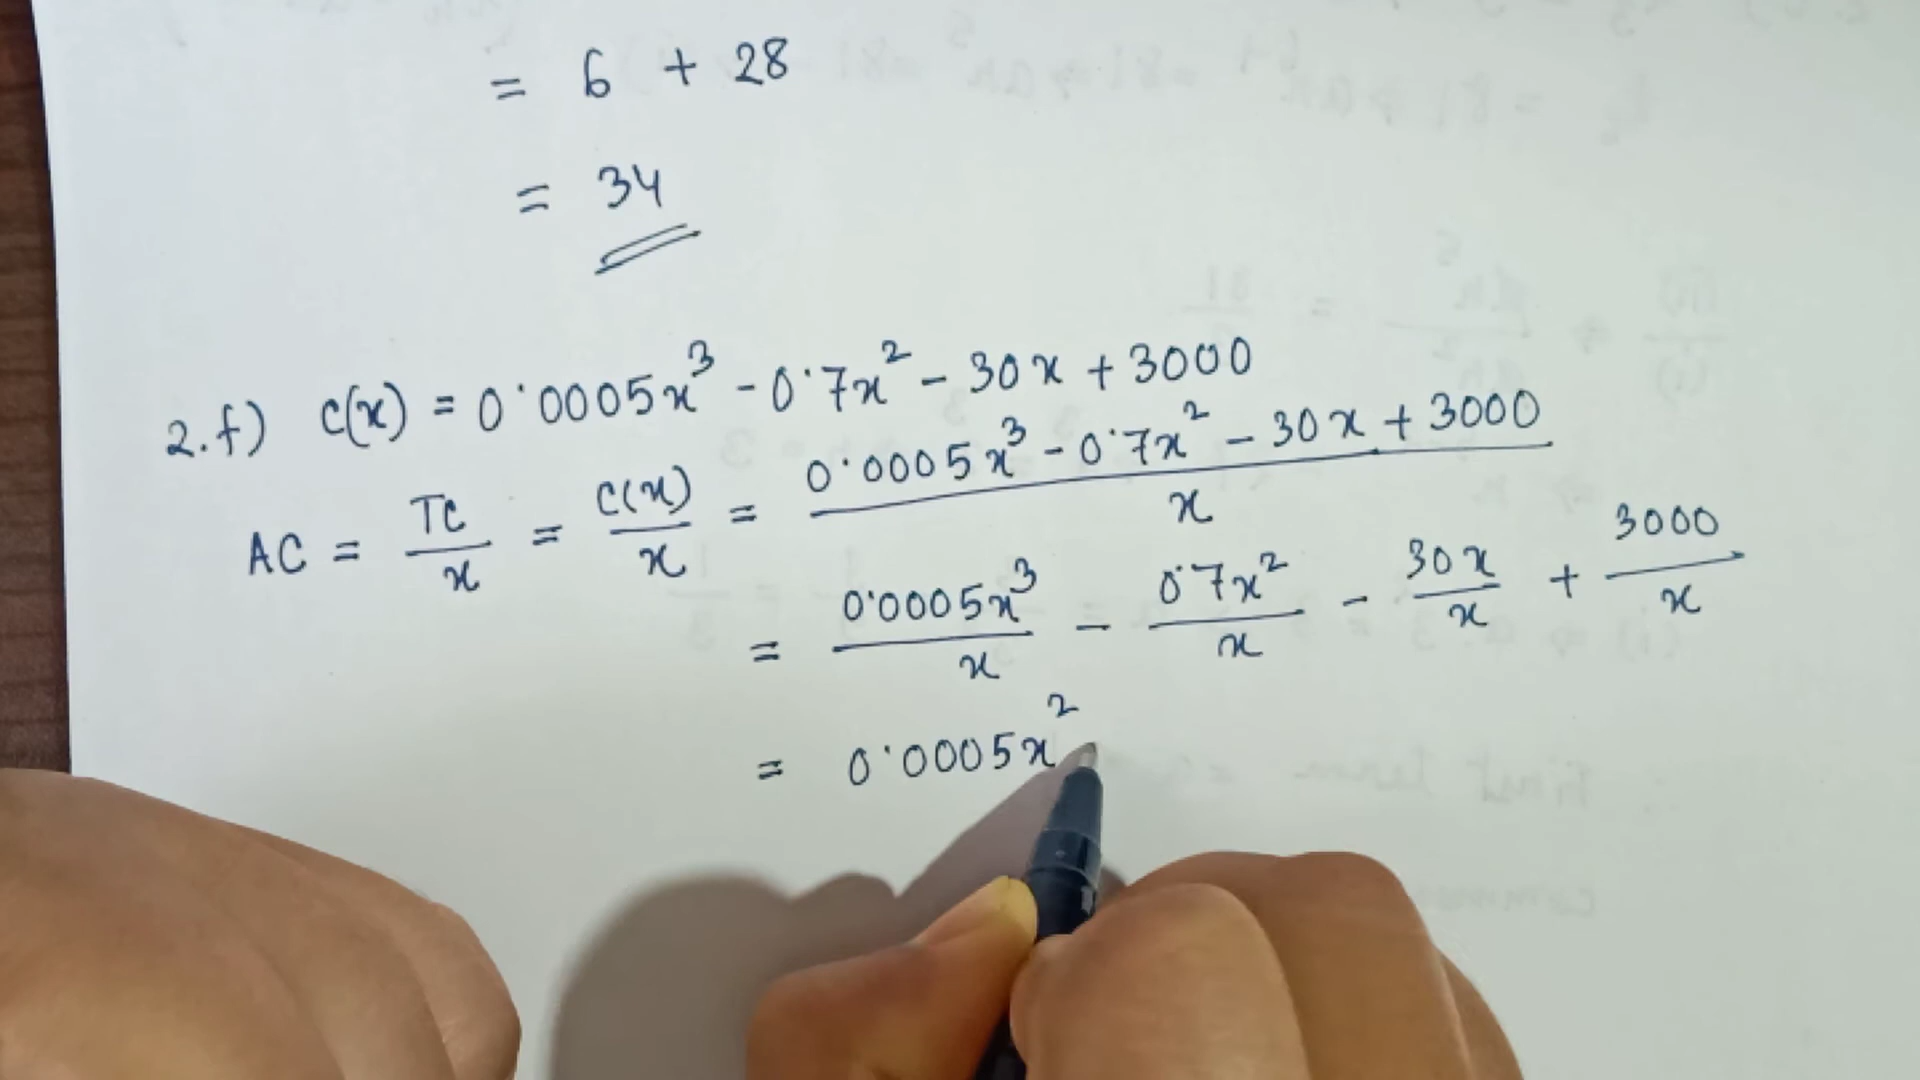 = 6 + 28
= 34
2.f) c(x) = 0.0005x³ - 0.7x² - 30x + 3000
AC = TC/x = C(x)/x = (0.0005x³ - 0.7x² - 30x + 3000)/x
= 0.0005x³/x - 0.7x²/x - 30x/x + 3000/x
= 0.0005x²